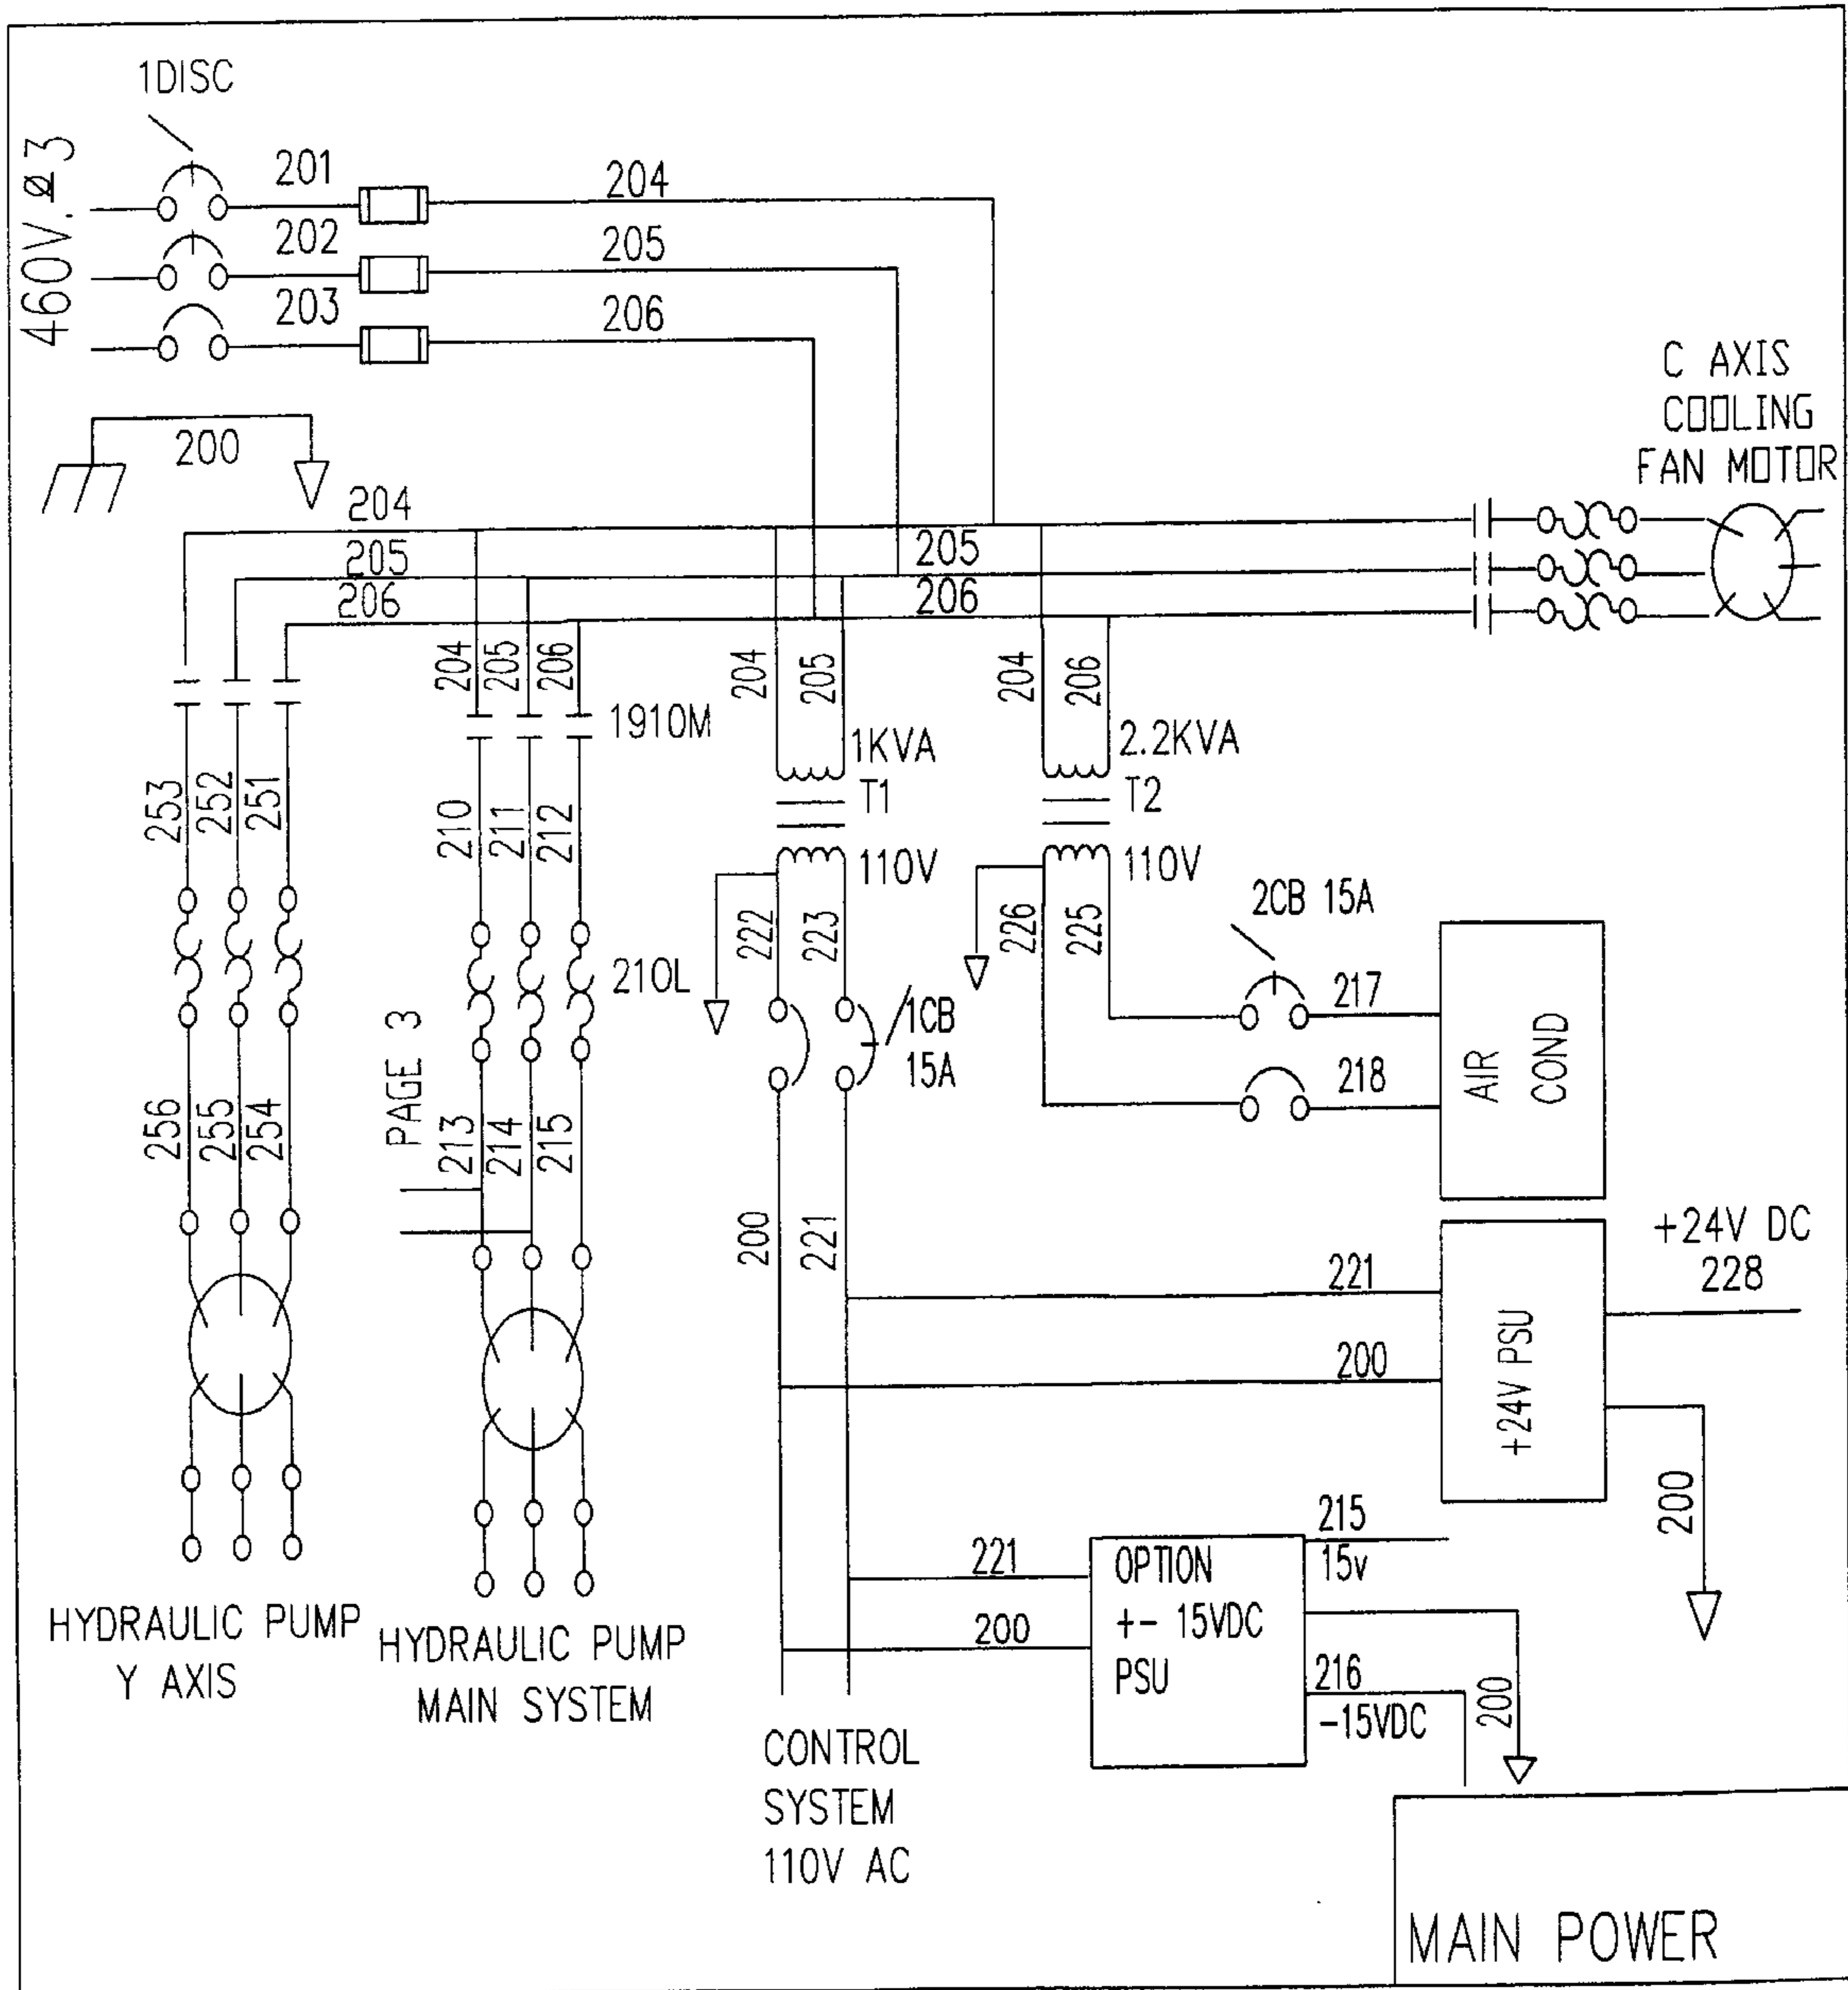 1DISC
460V.Ø3
201
204
202
205
203
206
200
C AXIS
COOLING
FAN MOTOR
204
205
205
206
206
204
205
206
1910M
204
205
1KVA
T1
110V
204
206
2.2KVA
T2
110V
253
252
251
210
211
212
210L
222
223
1CB
15A
226
225
2CB 15A
217
218
AIR
COND
256
255
254
PAGE 3
213
214
215
200
221
221
200
+24V PSU
+24V DC
228
200
221
200
OPTION
+- 15VDC
PSU
215
15v
216
-15VDC
200
HYDRAULIC PUMP
Y AXIS
HYDRAULIC PUMP
MAIN SYSTEM
CONTROL
SYSTEM
110V AC
MAIN POWER